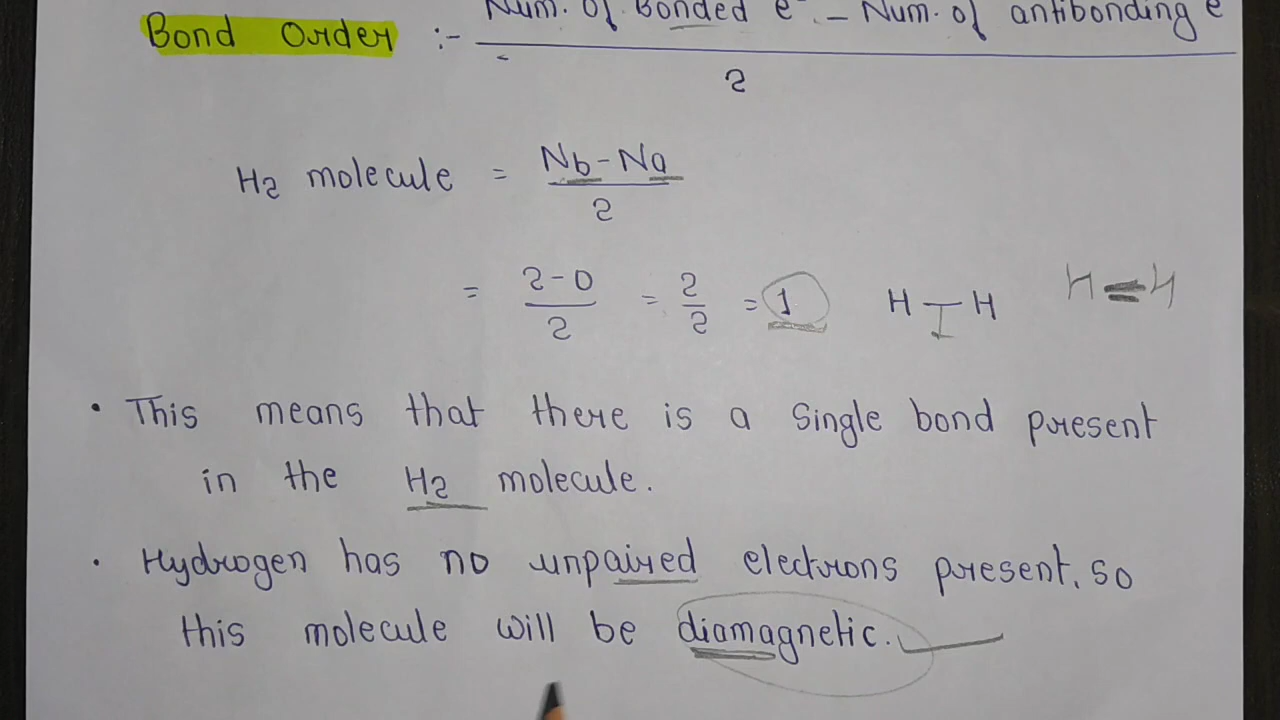 Num. of Bonded e⁻ - Num. of antibonding e
Bond Order :-
2
H2 molecule = Nb-Na
2
= 2-0 = 2 = 1 H - H H = H
2 2
• This means that there is a single bond present
in the H2 molecule.
• Hydrogen has no unpaired electrons present. so
this molecule will be diamagnetic.